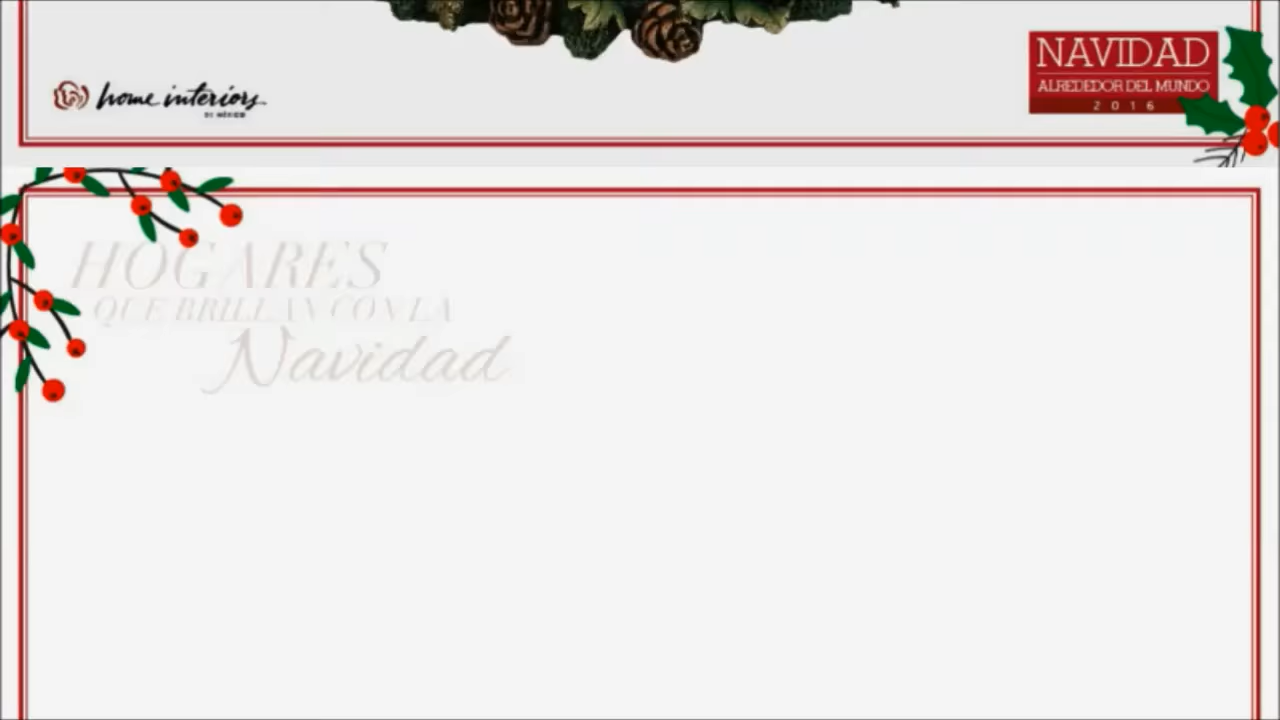 home interiors
DE MÉXICO
NAVIDAD
ALREDEDOR DEL MUNDO
2016
HOGARES
QUE BRILLAN CON LA
Navidad